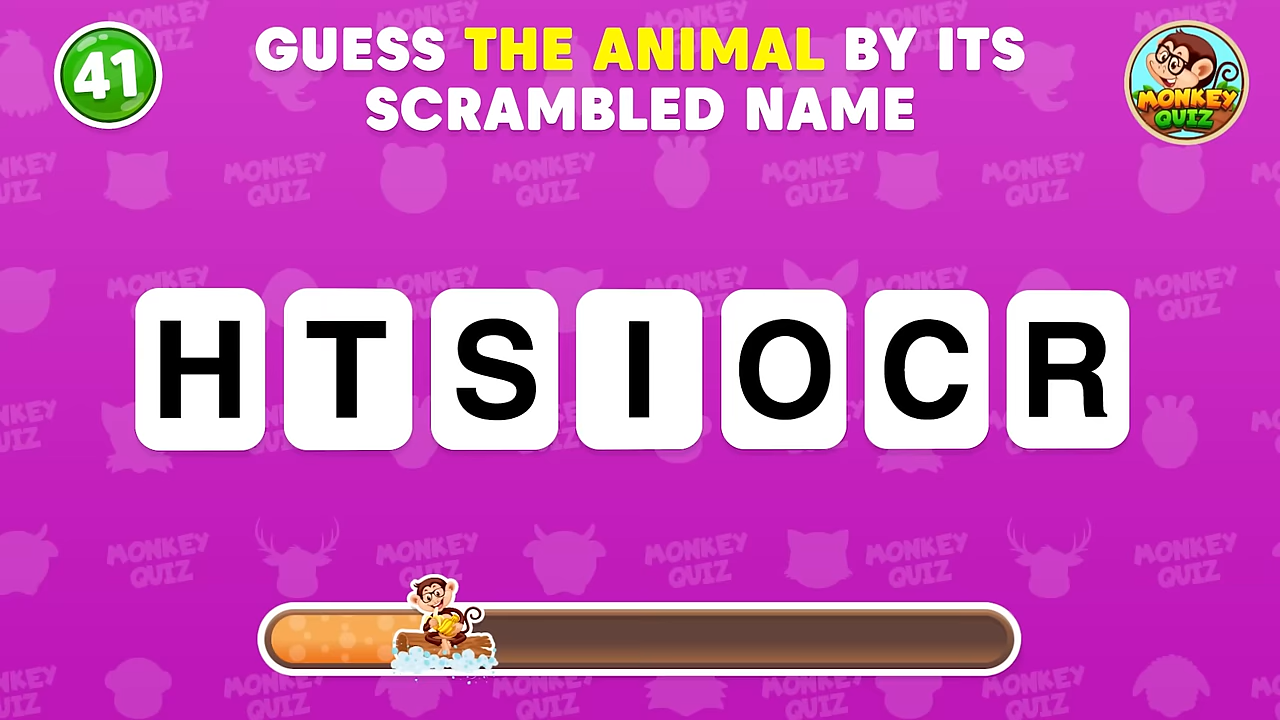 41
GUESS THE ANIMAL BY ITS
SCRAMBLED NAME
MONKEY
QUIZ
H T S I O C R